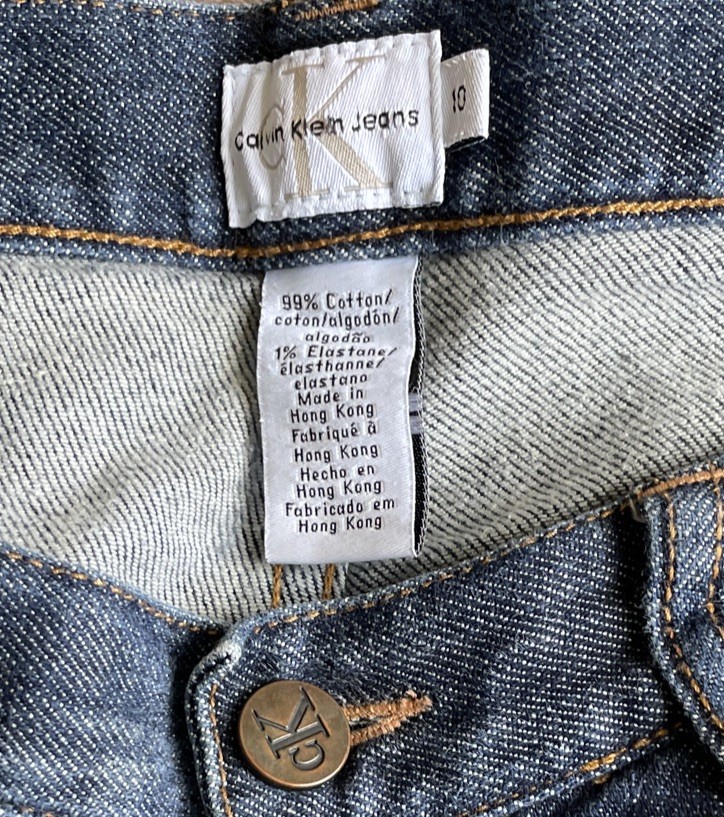 CK
Calvin Klein Jeans
10
99% Cotton/
coton/algodón/
algodão
1% Elastane/
élasthanne/
elastano
Made in
Hong Kong
Fabriqué à
Hong Kong
Hecho en
Hong Kong
Fabricado em
Hong Kong
cK